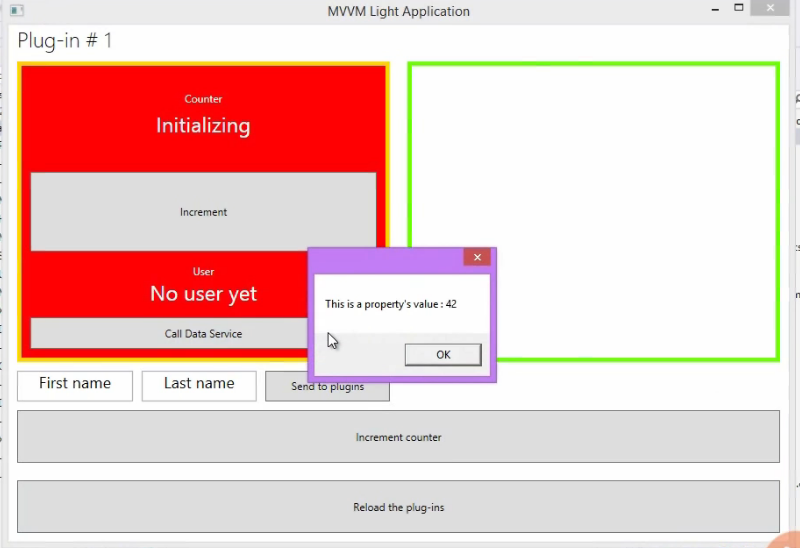 MVVM Light Application
Plug-in # 1
Counter
Initializing
Increment
User
No user yet
Call Data Service
This is a property's value : 42
OK
First name
Last name
Send to plugins
Increment counter
Reload the plug-ins